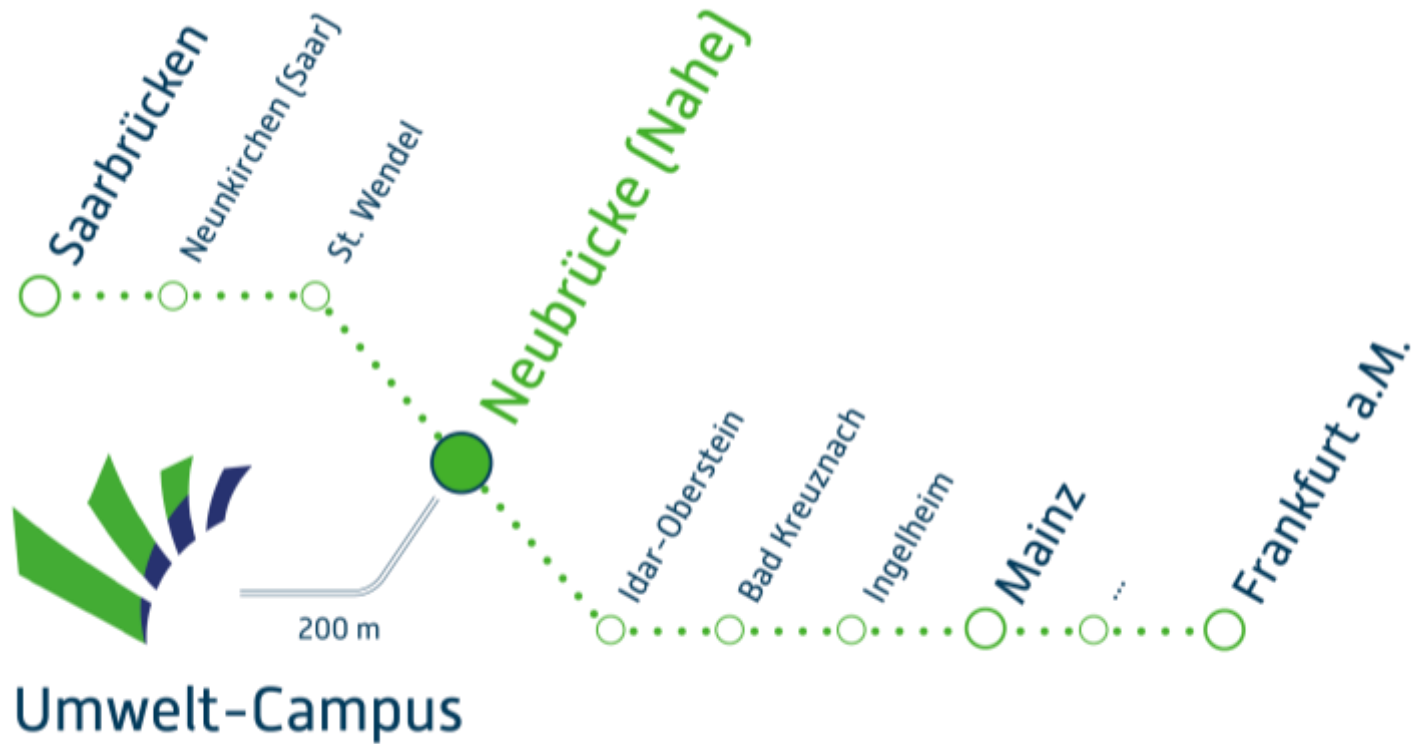 Saarbrücken
Neunkirchen (Saar)
St. Wendel
Neubrücke (Nahe)
Idar-Oberstein
Bad Kreuznach
Ingelheim
Mainz
...
Frankfurt a.M.
200 m
Umwelt-Campus